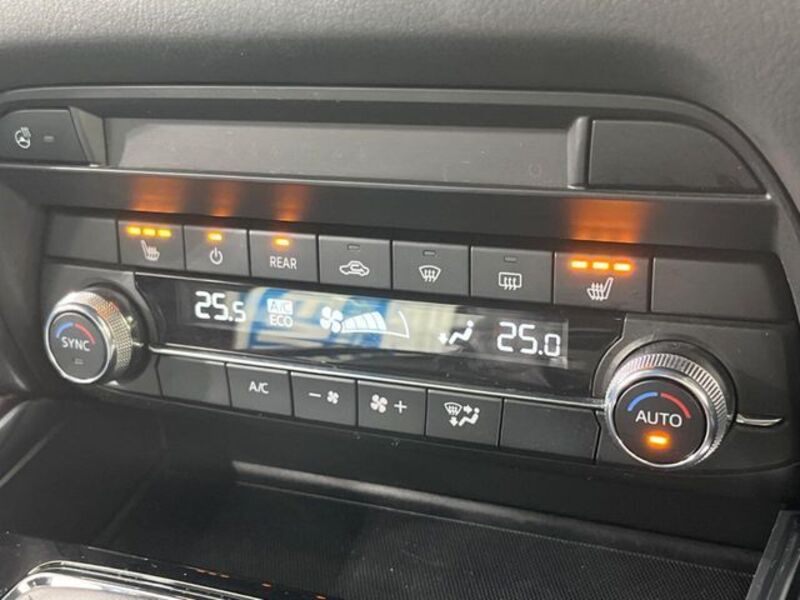 REAR
25.5
A/C
ECO
25.0
SYNC
A/C
-
+
AUTO